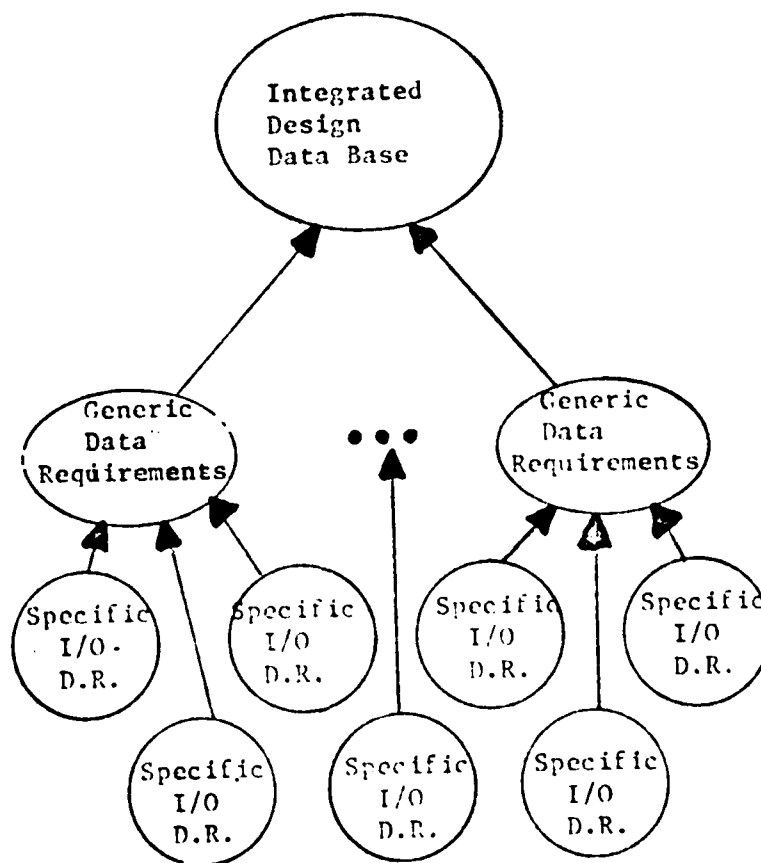 Integrated
Design
Data Base
Generic
Data
Requirements
•••
Generic
Data
Requirements
Specific
I/O
D.R.
Specific
I/O
D.R.
Specific
I/O
D.R.
Specific
I/O
D.R.
Specific
I/O
D.R.
Specific
I/O
D.R.
Specific
I/O
D.R.